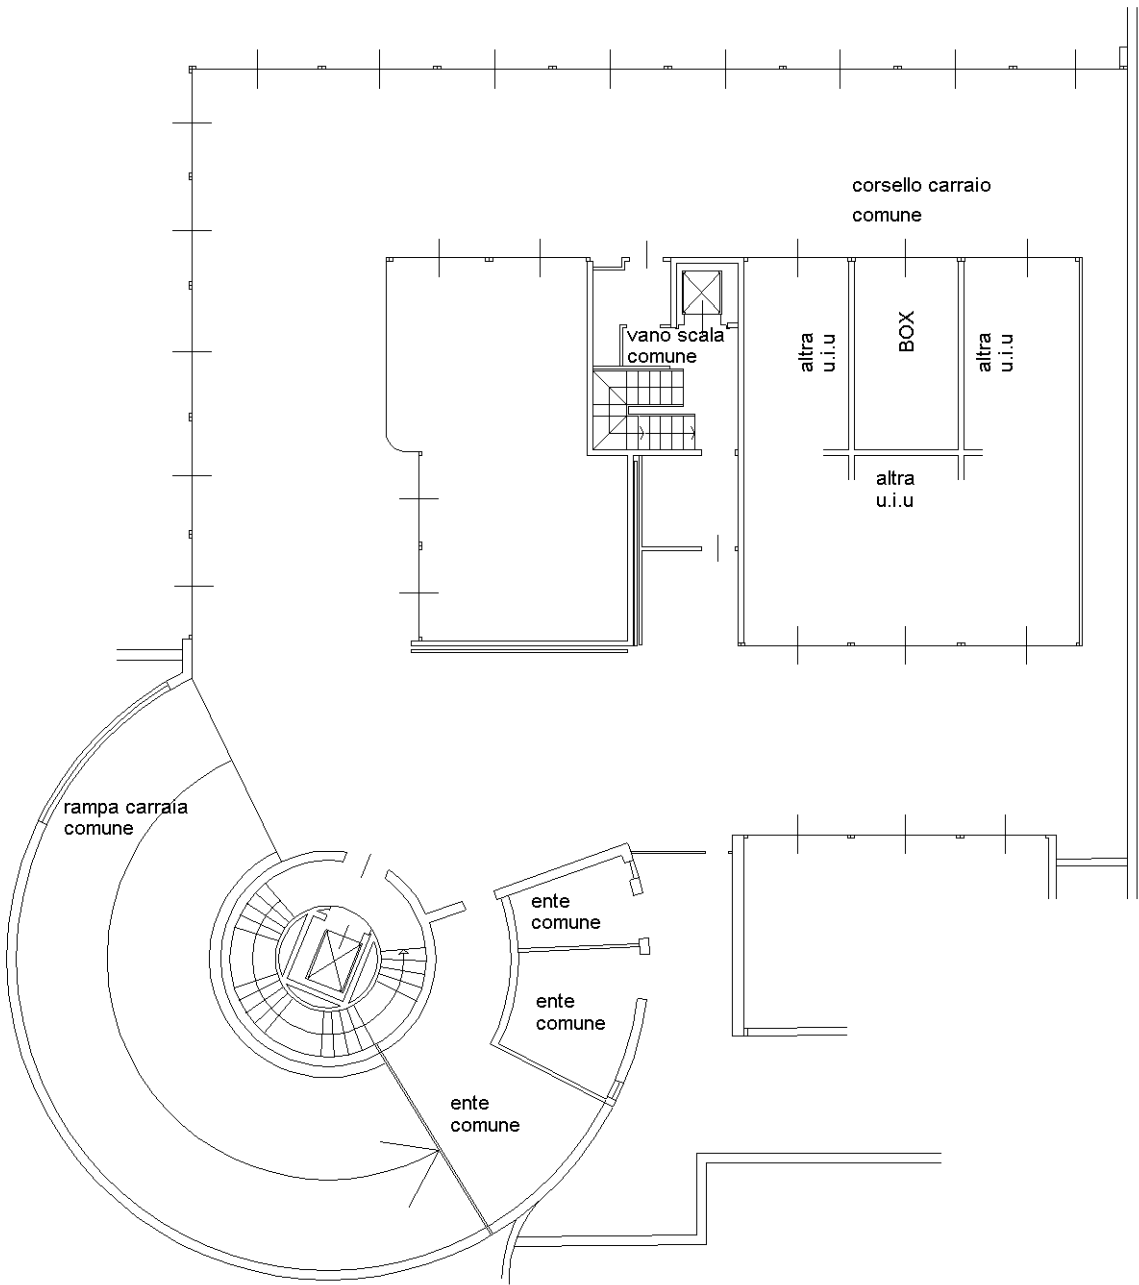 corsello carraio
comune
vano scala
comune
altra
u.i.u
BOX
altra
u.i.u
altra
u.i.u
rampa carraia
comune
ente
comune
ente
comune
ente
comune